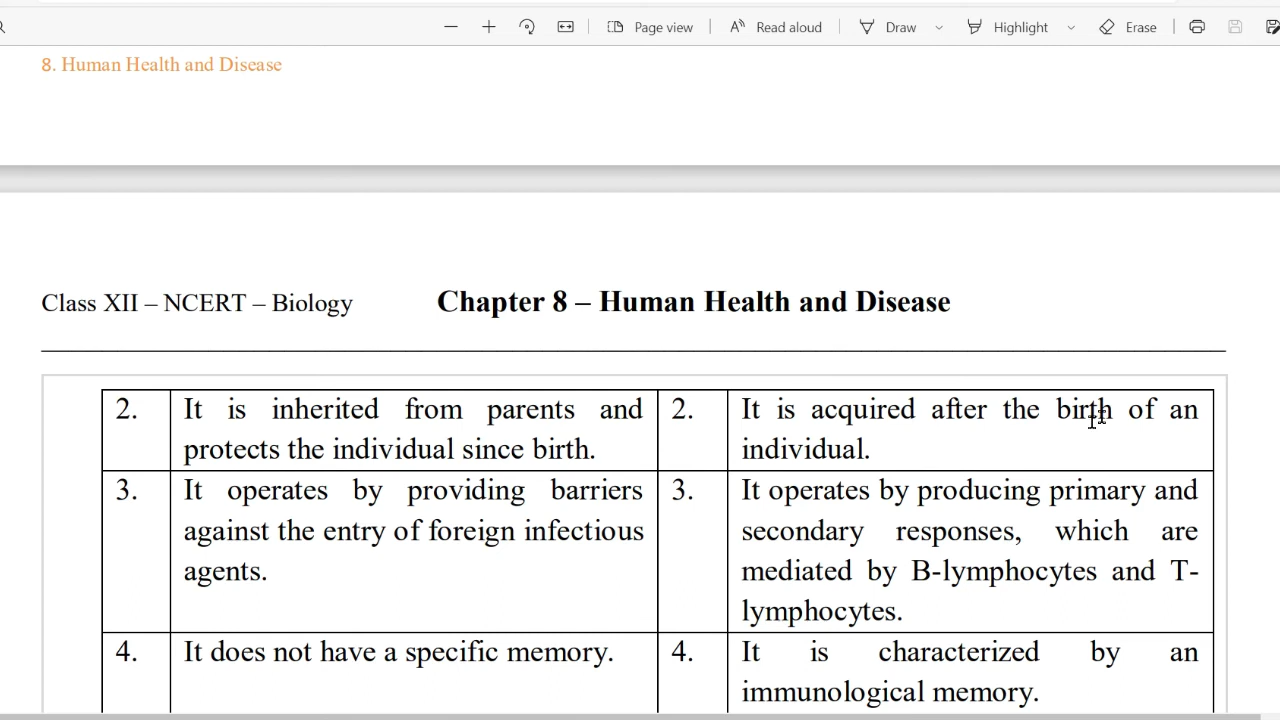 Page view Read aloud Draw Highlight Erase
8. Human Health and Disease
Class XII – NCERT – Biology Chapter 8 – Human Health and Disease
2. It is inherited from parents and
protects the individual since birth.
2. It is acquired after the birth of an
individual.
3. It operates by providing barriers
against the entry of foreign infectious
agents.
3. It operates by producing primary and
secondary responses, which are
mediated by B-lymphocytes and T-
lymphocytes.
4. It does not have a specific memory.
4. It is characterized by an
immunological memory.